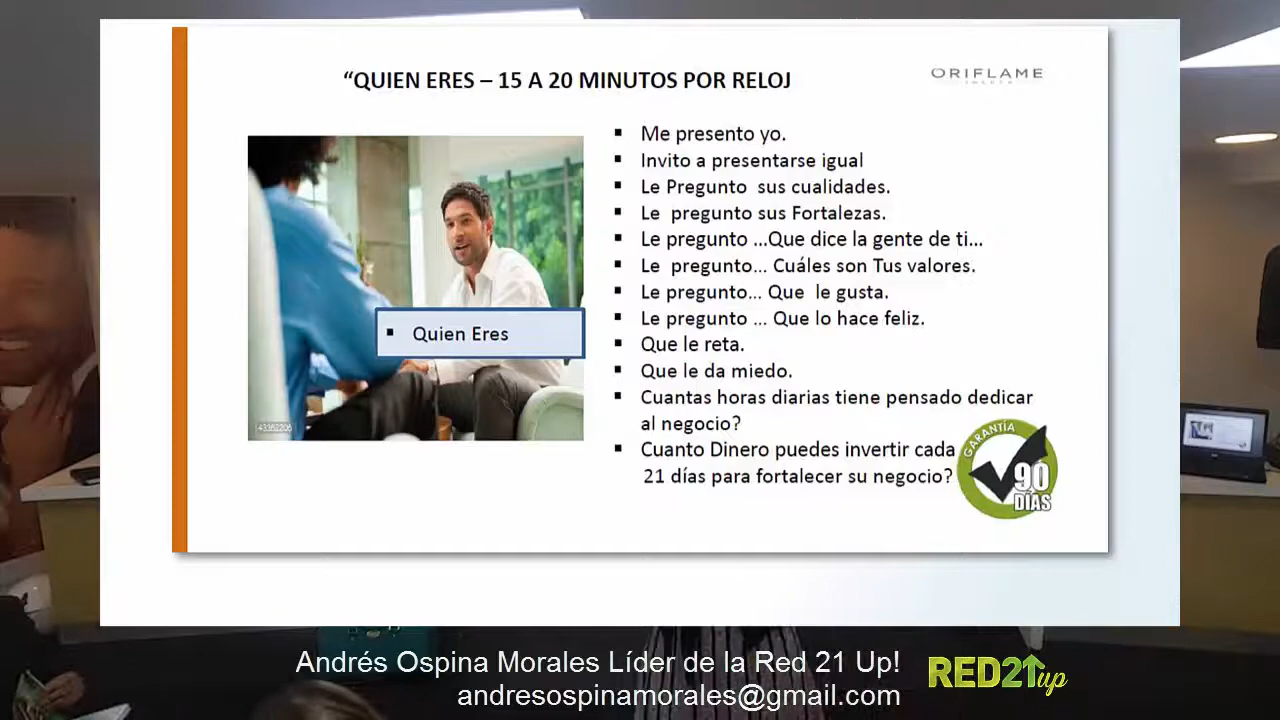 “QUIEN ERES – 15 A 20 MINUTOS POR RELOJ
ORIFLAME
▪ Me presento yo.
▪ Invito a presentarse igual
▪ Le Pregunto sus cualidades.
▪ Le pregunto sus Fortalezas.
▪ Le pregunto ...Que dice la gente de ti...
▪ Le pregunto... Cuáles son Tus valores.
▪ Le pregunto... Que le gusta.
▪ Le pregunto ... Que lo hace feliz.
▪ Que le reta.
▪ Que le da miedo.
▪ Cuantas horas diarias tiene pensado dedicar
al negocio?
▪ Cuanto Dinero puedes invertir cada
21 días para fortalecer su negocio?
▪ Quien Eres
43362206
GARANTÍA
90
DÍAS
Andrés Ospina Morales Líder de la Red 21 Up!
andresospinamorales@gmail.com
RED21up